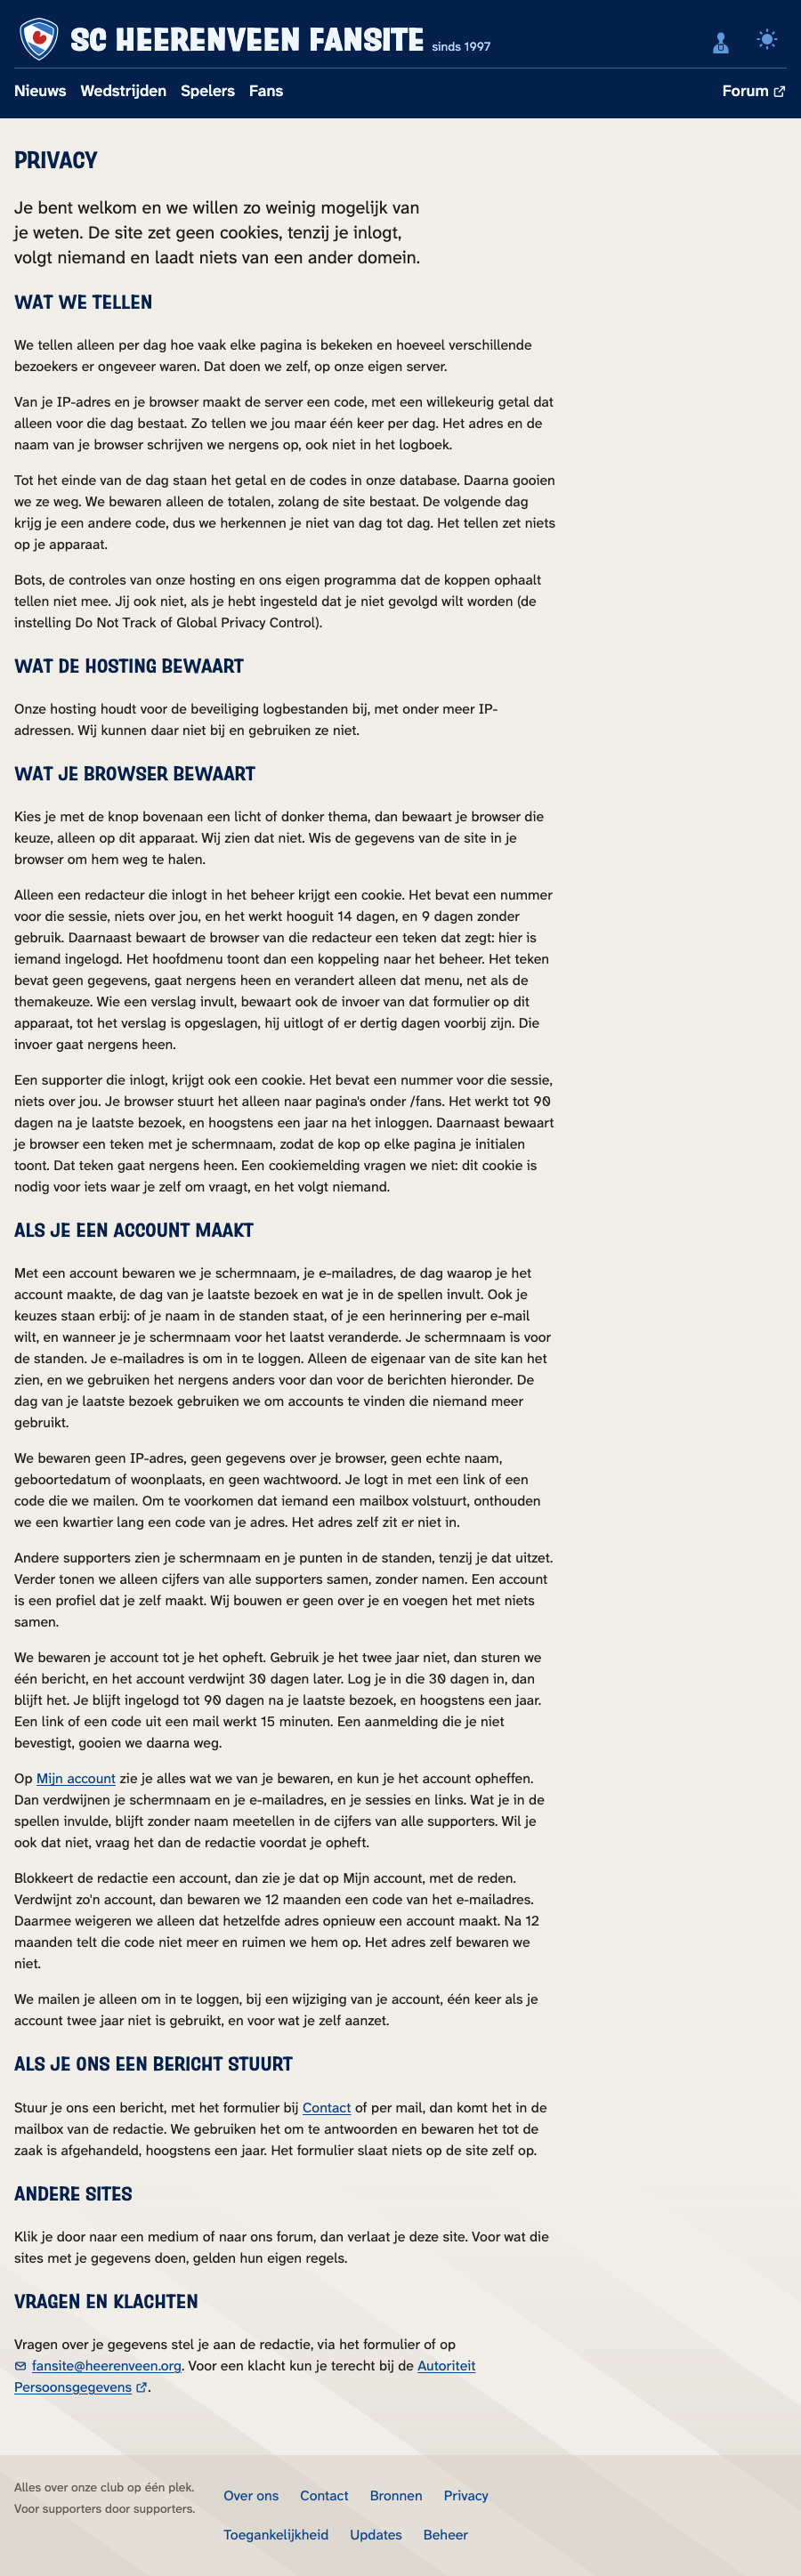 SC HEERENVEEN FANSITE sinds 1997
Nieuws Wedstrijden Spelers Fans Forum
PRIVACY
Je bent welkom en we willen zo weinig mogelijk van
je weten. De site zet geen cookies, tenzij je inlogt,
volgt niemand en laadt niets van een ander domein.
WAT WE TELLEN
We tellen alleen per dag hoe vaak elke pagina is bekeken en hoeveel verschillende
bezoekers er ongeveer waren. Dat doen we zelf, op onze eigen server.
Van je IP-adres en je browser maakt de server een code, met een willekeurig getal dat
alleen voor die dag bestaat. Zo tellen we jou maar één keer per dag. Het adres en de
naam van je browser schrijven we nergens op, ook niet in het logboek.
Tot het einde van de dag staan het getal en de codes in onze database. Daarna gooien
we ze weg. We bewaren alleen de totalen, zolang de site bestaat. De volgende dag
krijg je een andere code, dus we herkennen je niet van dag tot dag. Het tellen zet niets
op je apparaat.
Bots, de controles van onze hosting en ons eigen programma dat de koppen ophaalt
tellen niet mee. Jij ook niet, als je hebt ingesteld dat je niet gevolgd wilt worden (de
instelling Do Not Track of Global Privacy Control).
WAT DE HOSTING BEWAART
Onze hosting houdt voor de beveiliging logbestanden bij, met onder meer IP-
adressen. Wij kunnen daar niet bij en gebruiken ze niet.
WAT JE BROWSER BEWAART
Kies je met de knop bovenaan een licht of donker thema, dan bewaart je browser die
keuze, alleen op dit apparaat. Wij zien dat niet. Wis de gegevens van de site in je
browser om hem weg te halen.
Alleen een redacteur die inlogt in het beheer krijgt een cookie. Het bevat een nummer
voor die sessie, niets over jou, en het werkt hooguit 14 dagen, en 9 dagen zonder
gebruik. Daarnaast bewaart de browser van die redacteur een teken dat zegt: hier is
iemand ingelogd. Het hoofdmenu toont dan een koppeling naar het beheer. Het teken
bevat geen gegevens, gaat nergens heen en verandert alleen dat menu, net als de
themakeuze. Wie een verslag invult, bewaart ook de invoer van dat formulier op dit
apparaat, tot het verslag is opgeslagen, hij uitlogt of er dertig dagen voorbij zijn. Die
invoer gaat nergens heen.
Een supporter die inlogt, krijgt ook een cookie. Het bevat een nummer voor die sessie,
niets over jou. Je browser stuurt het alleen naar pagina's onder /fans. Het werkt tot 90
dagen na je laatste bezoek, en hoogstens een jaar na het inloggen. Daarnaast bewaart
je browser een teken met je schermnaam, zodat de kop op elke pagina je initialen
toont. Dat teken gaat nergens heen. Een cookiemelding vragen we niet: dit cookie is
nodig voor iets waar je zelf om vraagt, en het volgt niemand.
ALS JE EEN ACCOUNT MAAKT
Met een account bewaren we je schermnaam, je e-mailadres, de dag waarop je het
account maakte, de dag van je laatste bezoek en wat je in de spellen invult. Ook je
keuzes staan erbij: of je naam in de standen staat, of je een herinnering per e-mail
wilt, en wanneer je je schermnaam voor het laatst veranderde. Je schermnaam is voor
de standen. Je e-mailadres is om in te loggen. Alleen de eigenaar van de site kan het
zien, en we gebruiken het nergens anders voor dan voor de berichten hieronder. De
dag van je laatste bezoek gebruiken we om accounts te vinden die niemand meer
gebruikt.
We bewaren geen IP-adres, geen gegevens over je browser, geen echte naam,
geboortedatum of woonplaats, en geen wachtwoord. Je logt in met een link of een
code die we mailen. Om te voorkomen dat iemand een mailbox volstuurt, onthouden
we een kwartier lang een code van je adres. Het adres zelf zit er niet in.
Andere supporters zien je schermnaam en je punten in de standen, tenzij je dat uitzet.
Verder tonen we alleen cijfers van alle supporters samen, zonder namen. Een account
is een profiel dat je zelf maakt. Wij bouwen er geen over je en voegen het met niets
samen.
We bewaren je account tot je het opheft. Gebruik je het twee jaar niet, dan sturen we
één bericht, en het account verdwijnt 30 dagen later. Log je in die 30 dagen in, dan
blijft het. Je blijft ingelogd tot 90 dagen na je laatste bezoek, en hoogstens een jaar.
Een link of een code uit een mail werkt 15 minuten. Een aanmelding die je niet
bevestigt, gooien we daarna weg.
Op Mijn account zie je alles wat we van je bewaren, en kun je het account opheffen.
Dan verdwijnen je schermnaam en je e-mailadres, en je sessies en links. Wat je in de
spellen invulde, blijft zonder naam meetellen in de cijfers van alle supporters. Wil je
ook dat niet, vraag het dan de redactie voordat je opheft.
Blokkeert de redactie een account, dan zie je dat op Mijn account, met de reden.
Verdwijnt zo'n account, dan bewaren we 12 maanden een code van het e-mailadres.
Daarmee weigeren we alleen dat hetzelfde adres opnieuw een account maakt. Na 12
maanden telt die code niet meer en ruimen we hem op. Het adres zelf bewaren we
niet.
We mailen je alleen om in te loggen, bij een wijziging van je account, één keer als je
account twee jaar niet is gebruikt, en voor wat je zelf aanzet.
ALS JE ONS EEN BERICHT STUURT
Stuur je ons een bericht, met het formulier bij Contact of per mail, dan komt het in de
mailbox van de redactie. We gebruiken het om te antwoorden en bewaren het tot de
zaak is afgehandeld, hoogstens een jaar. Het formulier slaat niets op de site zelf op.
ANDERE SITES
Klik je door naar een medium of naar ons forum, dan verlaat je deze site. Voor wat die
sites met je gegevens doen, gelden hun eigen regels.
VRAGEN EN KLACHTEN
Vragen over je gegevens stel je aan de redactie, via het formulier of op
fansite@heerenveen.org. Voor een klacht kun je terecht bij de Autoriteit
Persoonsgegevens.
Alles over onze club op één plek.
Voor supporters door supporters.
Over ons Contact Bronnen Privacy
Toegankelijkheid Updates Beheer